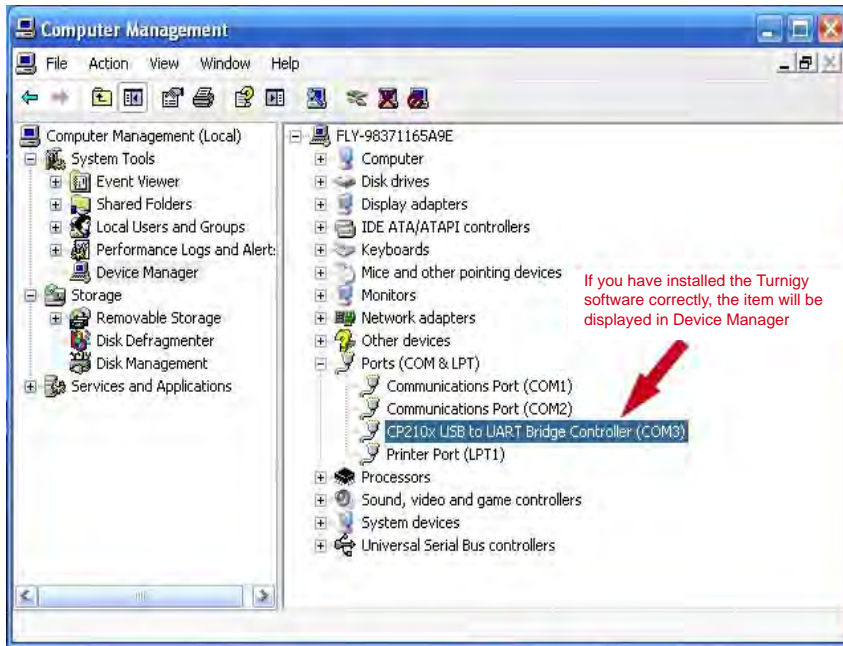 Computer Management
File Action View Window Help
Computer Management (Local)
System Tools
Event Viewer
Shared Folders
Local Users and Groups
Performance Logs and Alert:
Device Manager
Storage
Removable Storage
Disk Defragmenter
Disk Management
Services and Applications
FLY-98371165A9E
Computer
Disk drives
Display adapters
IDE ATA/ATAPI controllers
Keyboards
Mice and other pointing devices
Monitors
Network adapters
Other devices
Ports (COM & LPT)
Communications Port (COM1)
Communications Port (COM2)
CP210x USB to UART Bridge Controller (COM3)
Printer Port (LPT1)
Processors
Sound, video and game controllers
System devices
Universal Serial Bus controllers
If you have installed the Turnigy
software correctly, the item will be
displayed in Device Manager